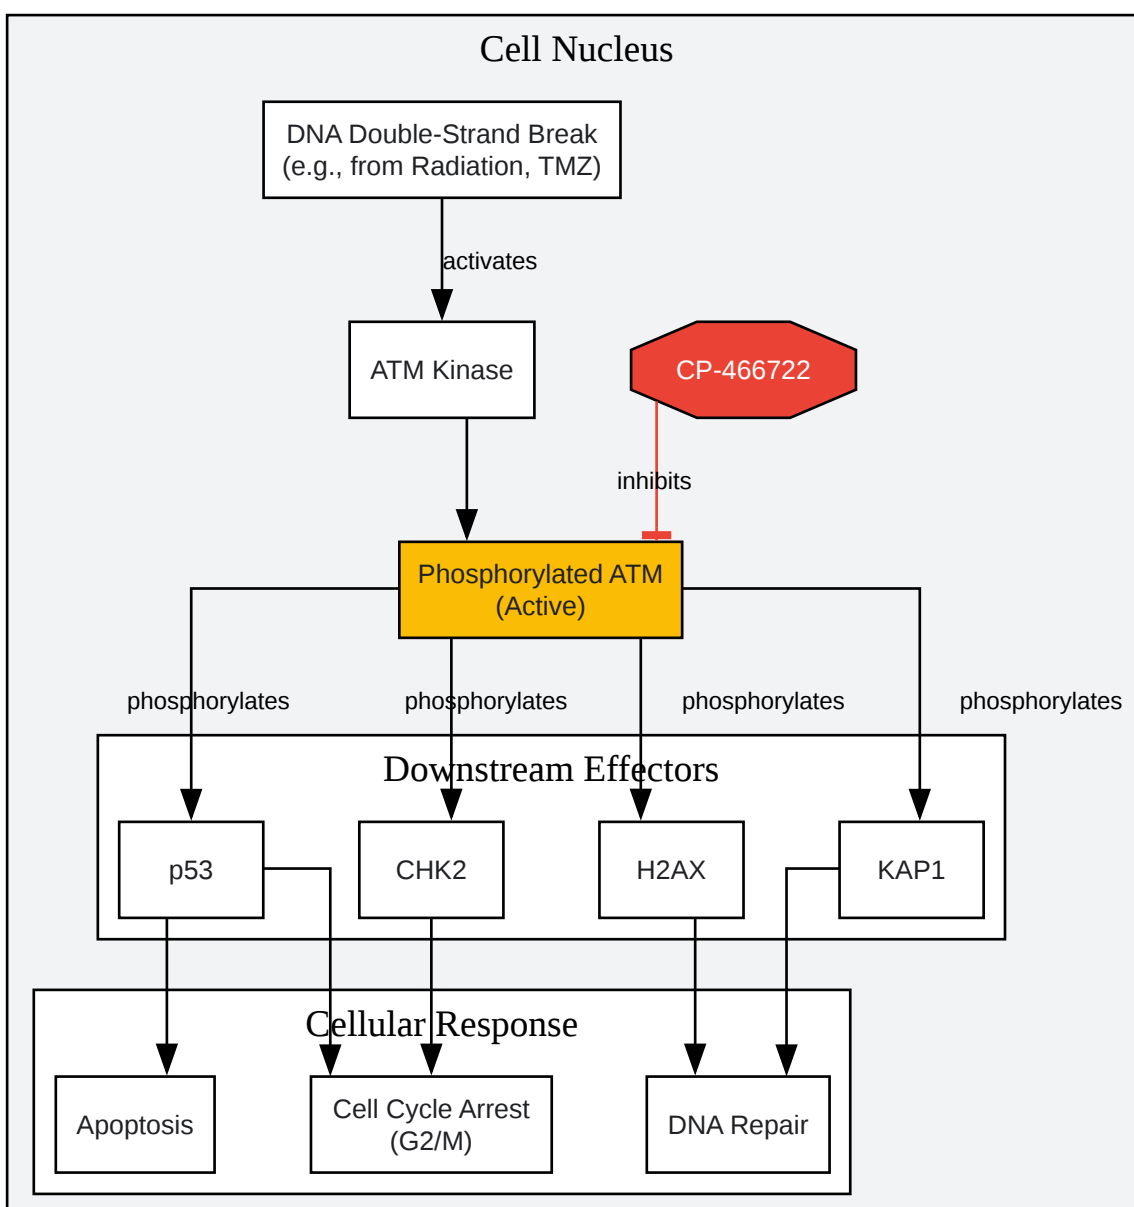 Cell Nucleus
DNA Double-Strand Break
(e.g., from Radiation, TMZ)
activates
ATM Kinase
CP-466722
inhibits
Phosphorylated ATM
(Active)
phosphorylates
phosphorylates
phosphorylates
phosphorylates
Downstream Effectors
p53
CHK2
H2AX
KAP1
Cellular Response
Apoptosis
Cell Cycle Arrest
(G2/M)
DNA Repair